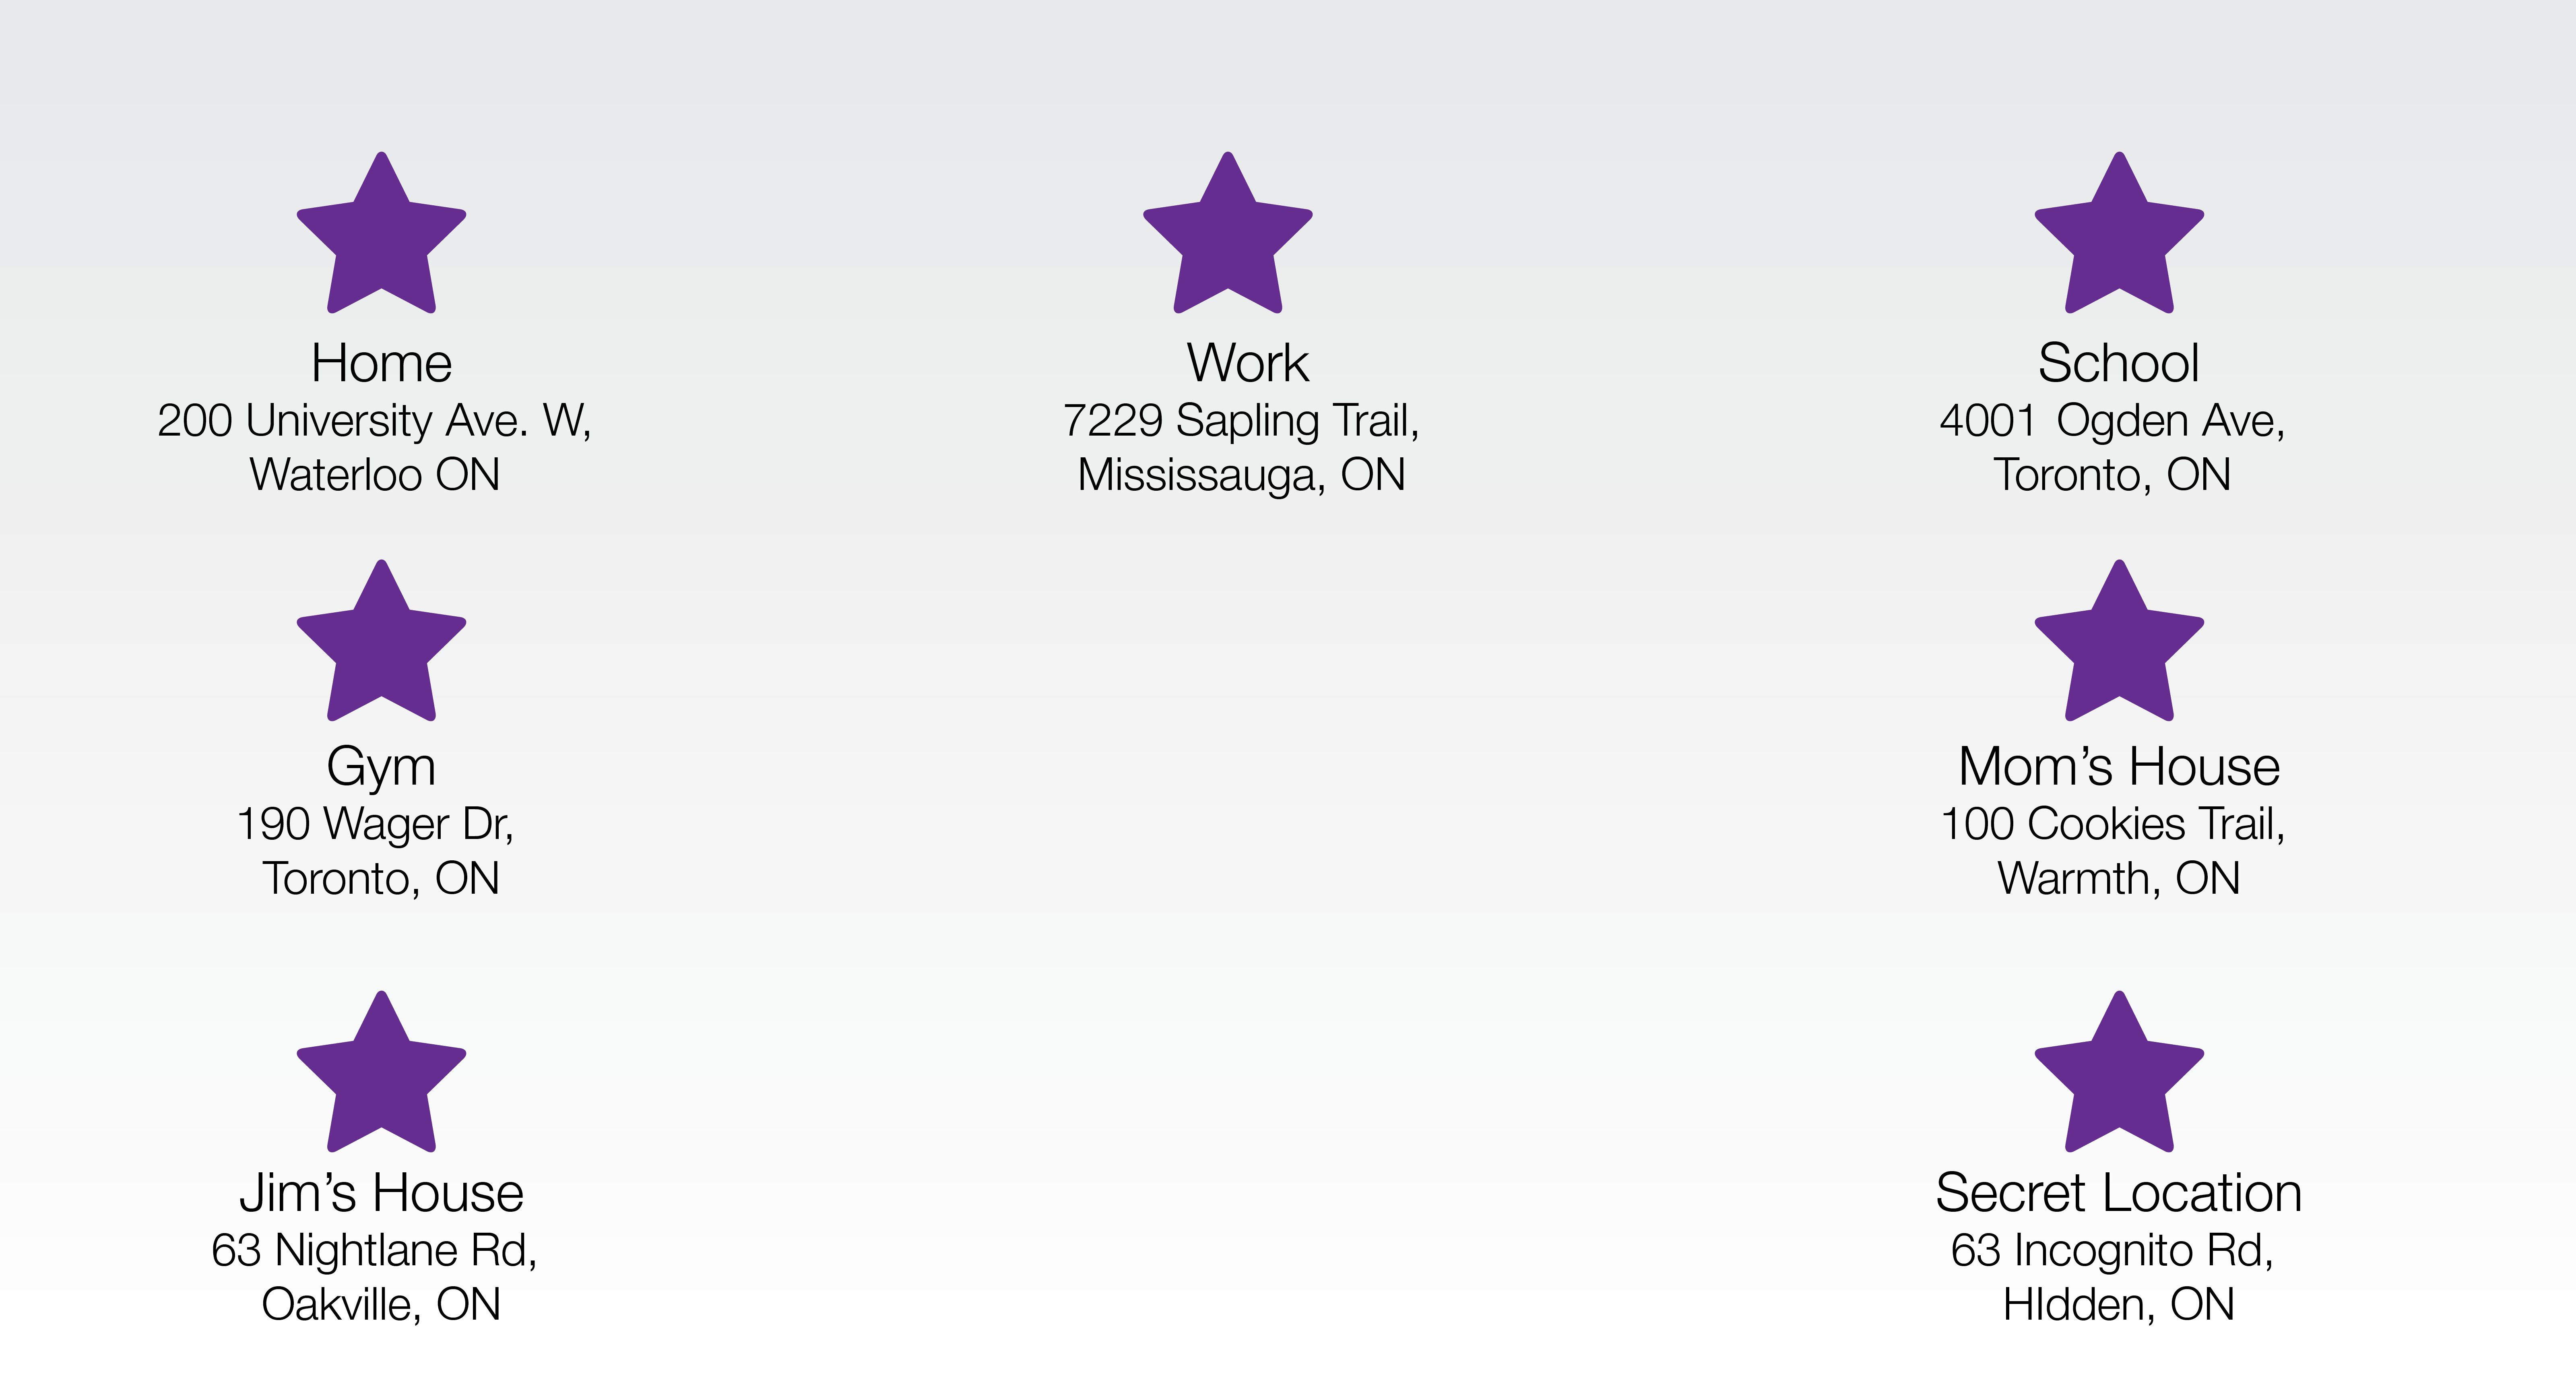 Home
200 University Ave. W,
Waterloo ON
Work
7229 Sapling Trail,
Mississauga, ON
School
4001 Ogden Ave,
Toronto, ON
Gym
190 Wager Dr,
Toronto, ON
Mom’s House
100 Cookies Trail,
Warmth, ON
Jim’s House
63 Nightlane Rd,
Oakville, ON
Secret Location
63 Incognito Rd,
HIdden, ON